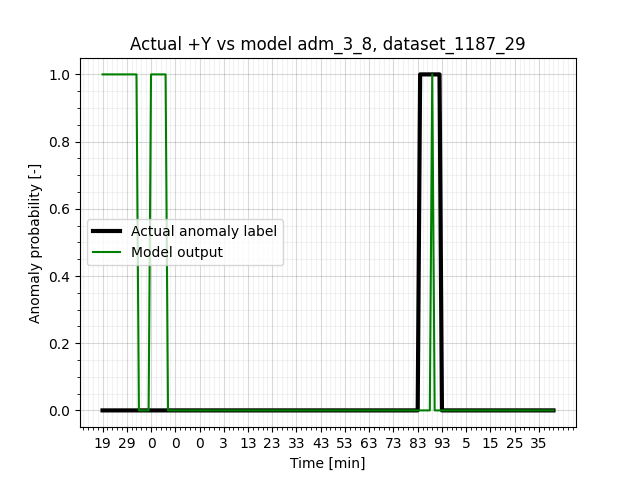 Actual +Y vs model adm_3_8, dataset_1187_29
1.0
0.8
0.6
0.4
0.2
0.0
Anomaly probability [-]
Actual anomaly label
Model output
19 29 0 0 0 3 13 23 33 43 53 63 73 83 93 5 15 25 35
Time [min]